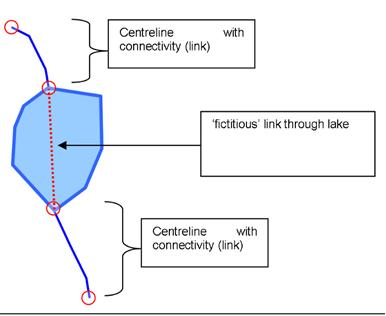 Centreline with
connectivity (link)
'fictitious' link through lake
Centreline with
connectivity (link)